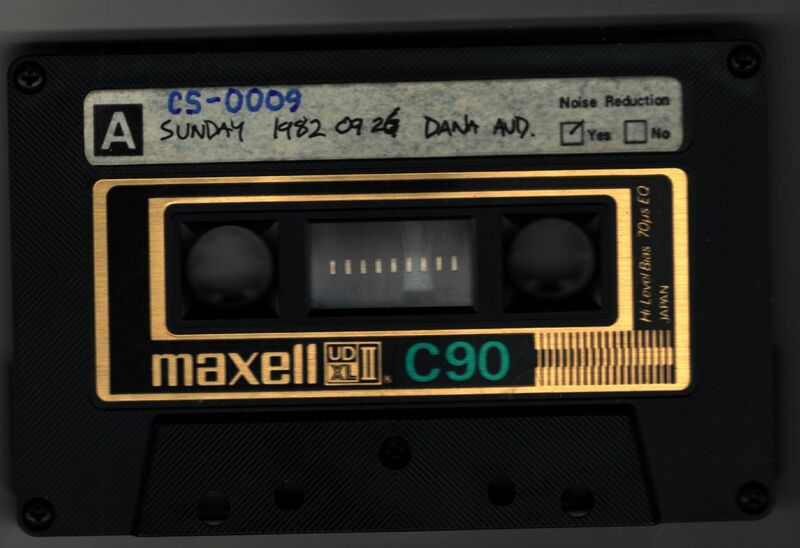 A
CS-0009
SUNDAY 1982 09 26 DANA AUD.
Noise Reduction
Yes No
Hi Level Bias 70µs EQ
JAPAN
maxell UD XL II C90